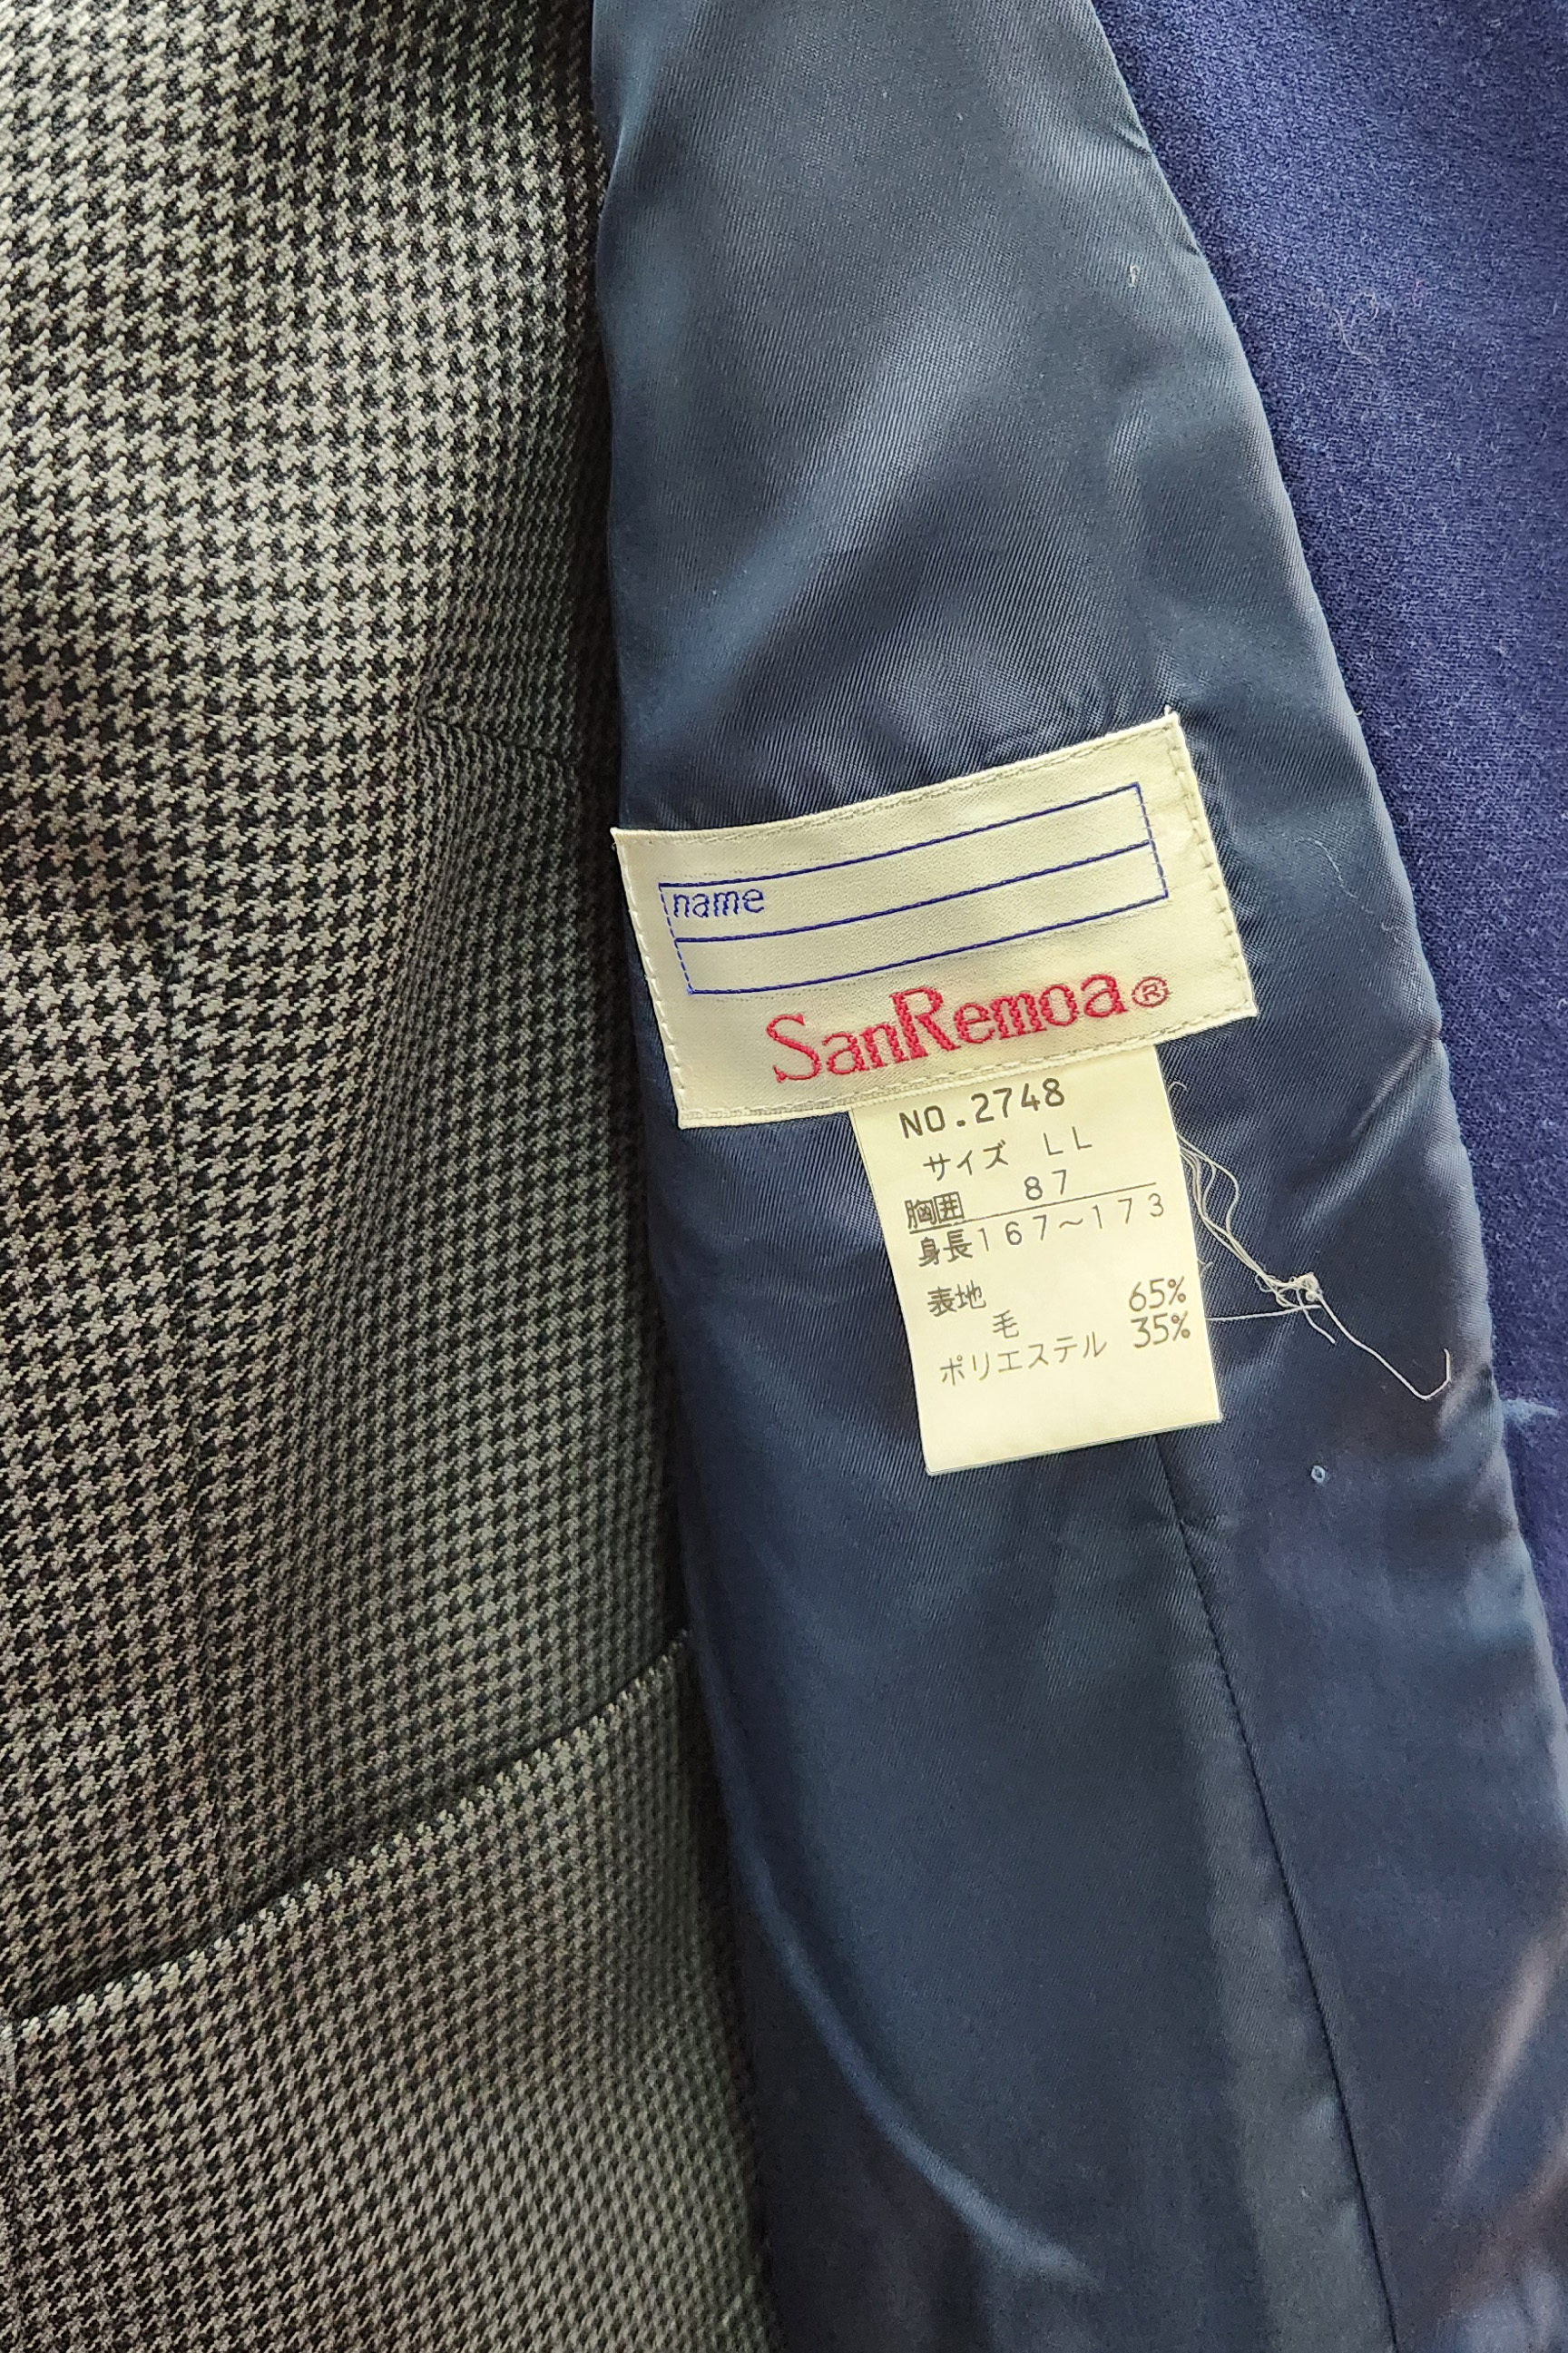 name
SanRemoa®
NO.2748
サイズ LL
胸囲 87
身長167～173
表地
毛 65%
ポリエステル 35%